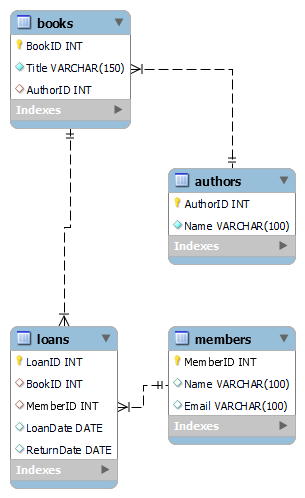 books
BookID INT
Title VARCHAR(150)
AuthorID INT
Indexes
authors
AuthorID INT
Name VARCHAR(100)
Indexes
loans
LoanID INT
BookID INT
MemberID INT
LoanDate DATE
ReturnDate DATE
Indexes
members
MemberID INT
Name VARCHAR(100)
Email VARCHAR(100)
Indexes